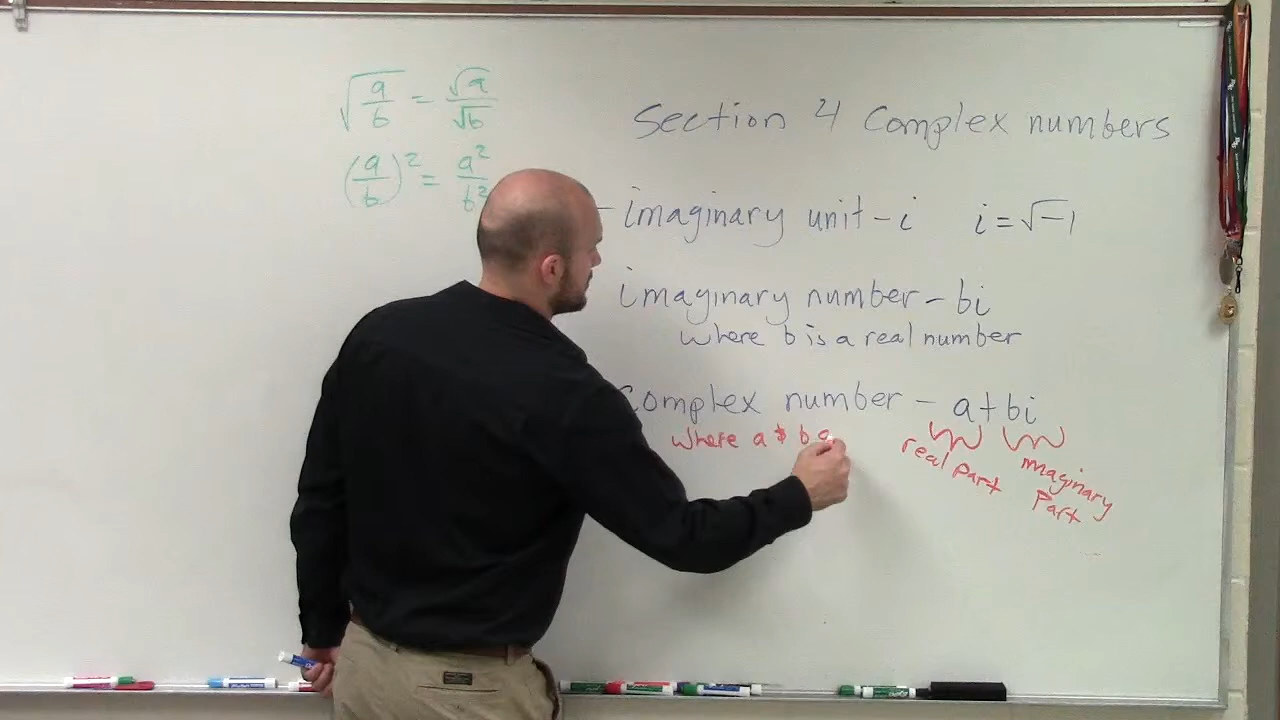 √(a/b) = √a/√b
(a/b)² = a²/b²
Section 4 Complex numbers
- imaginary unit - i   i = √-1
imaginary number - bi
where b is a real number
Complex number - a + bi
where a & b a
real part
imaginary part